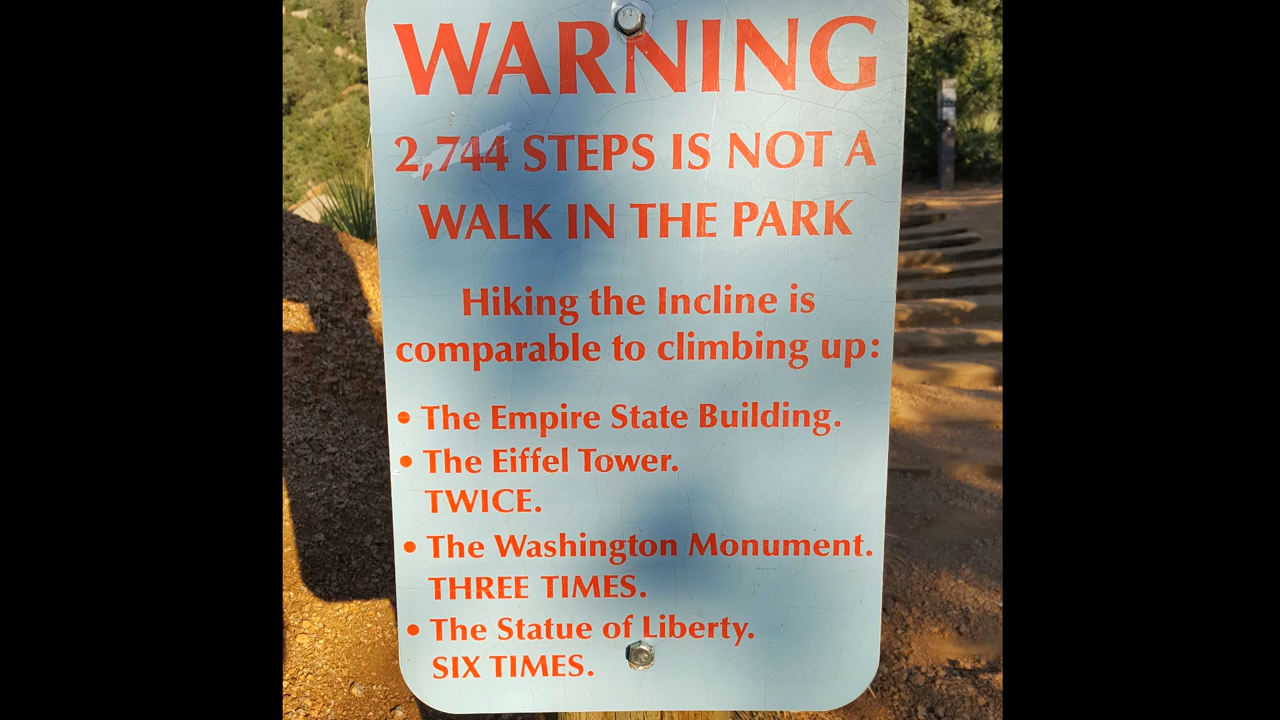 WARNING
2,744 STEPS IS NOT A
WALK IN THE PARK
Hiking the Incline is
comparable to climbing up:
• The Empire State Building.
• The Eiffel Tower.
TWICE.
• The Washington Monument.
THREE TIMES.
• The Statue of Liberty.
SIX TIMES.